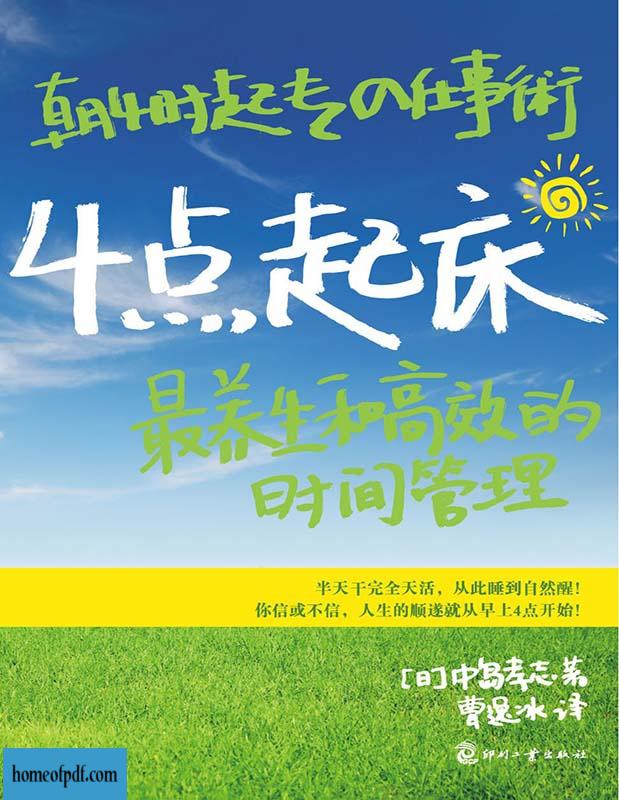 朝4时起きの仕事術
4点起床
最养生和高效的
时间管理
半天干完全天活，从此睡到自然醒！
你信或不信，人生的顺遂就从早上4点开始！
［日］中岛孝志 著
曹逸冰 译
印刷工业出版社
homeofpdf.com